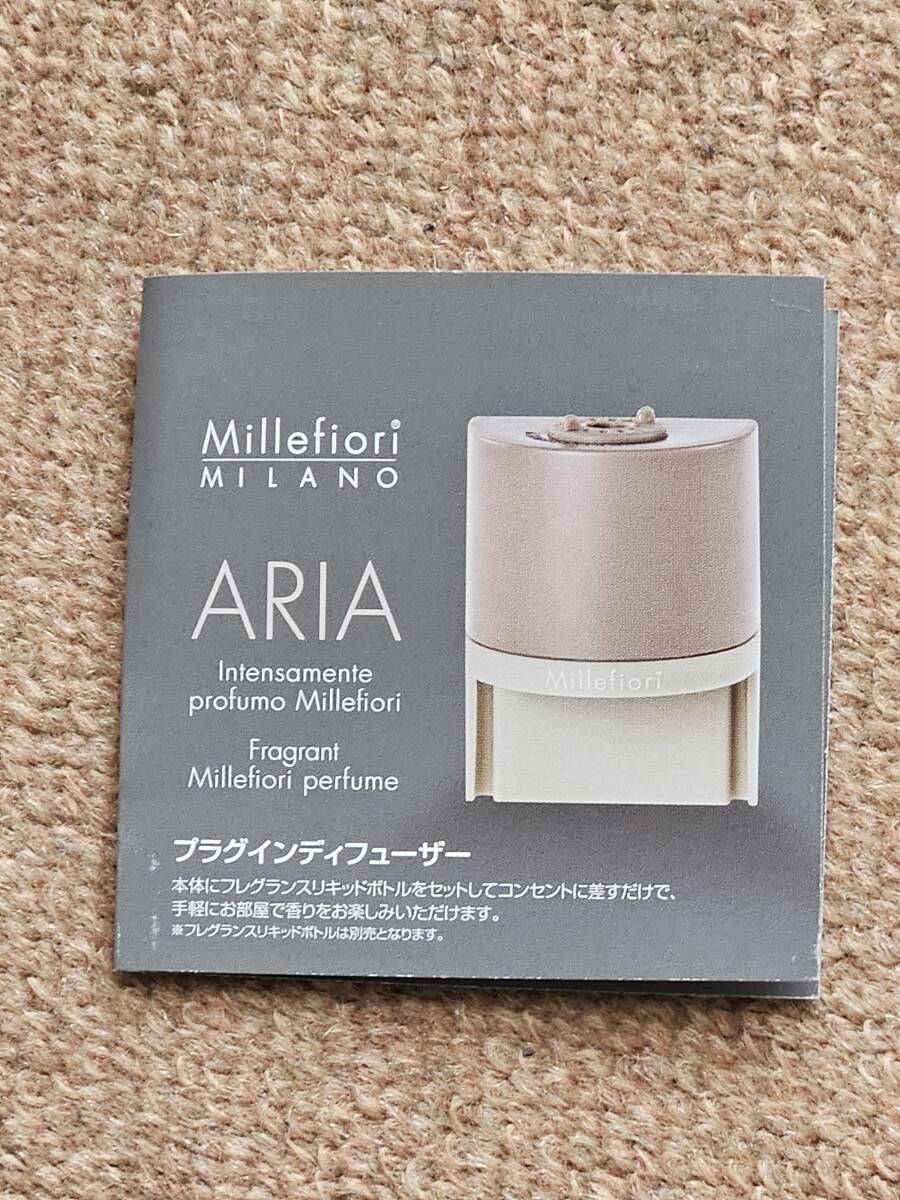 Millefiori®
MILANO
ARIA
Intensamente
profumo Millefiori
Fragrant
Millefiori perfume
Millefiori
プラグインディフューザー
本体にフレグランスリキッドボトルをセットしてコンセントに差すだけで、
手軽にお部屋で香りをお楽しみいただけます。
※フレグランスリキッドボトルは別売となります。